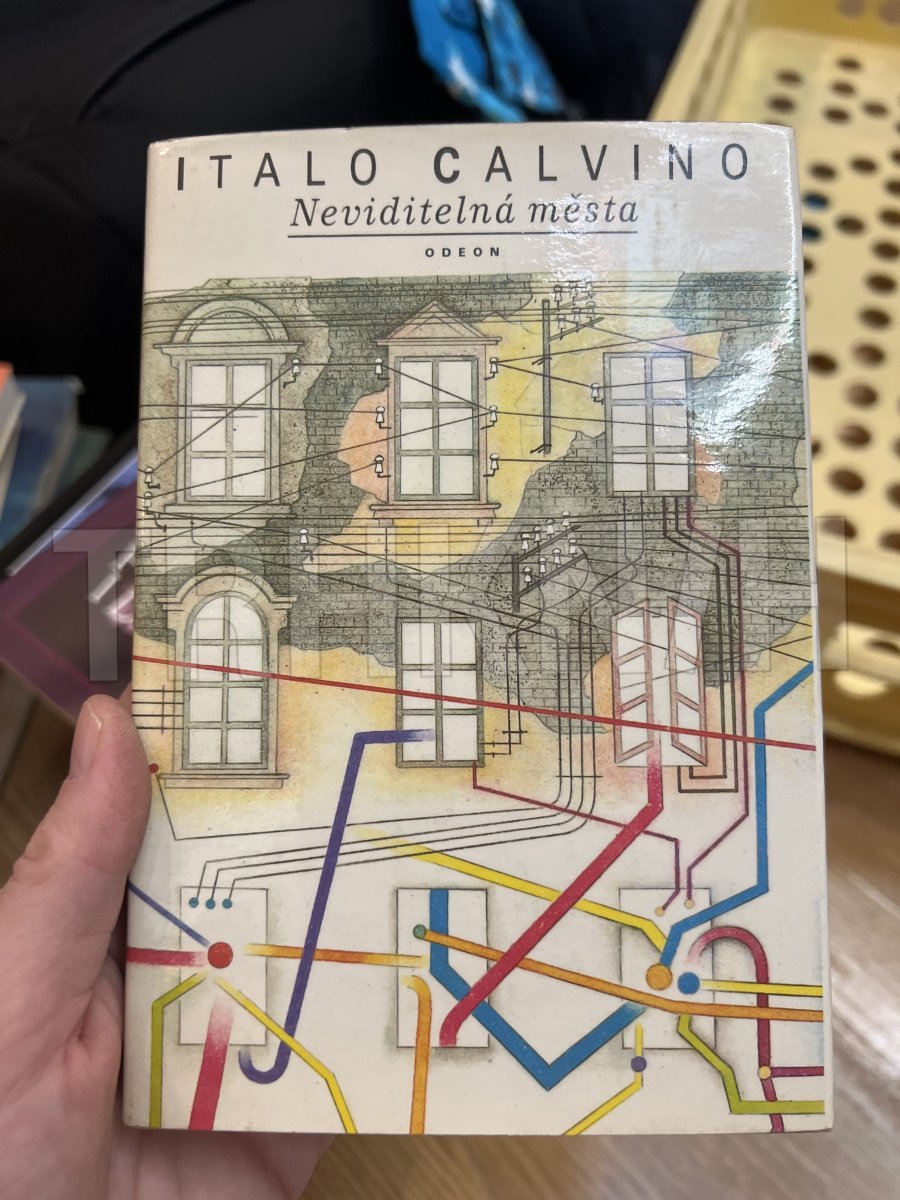 ITALO CALVINO
Neviditelná města
ODEON